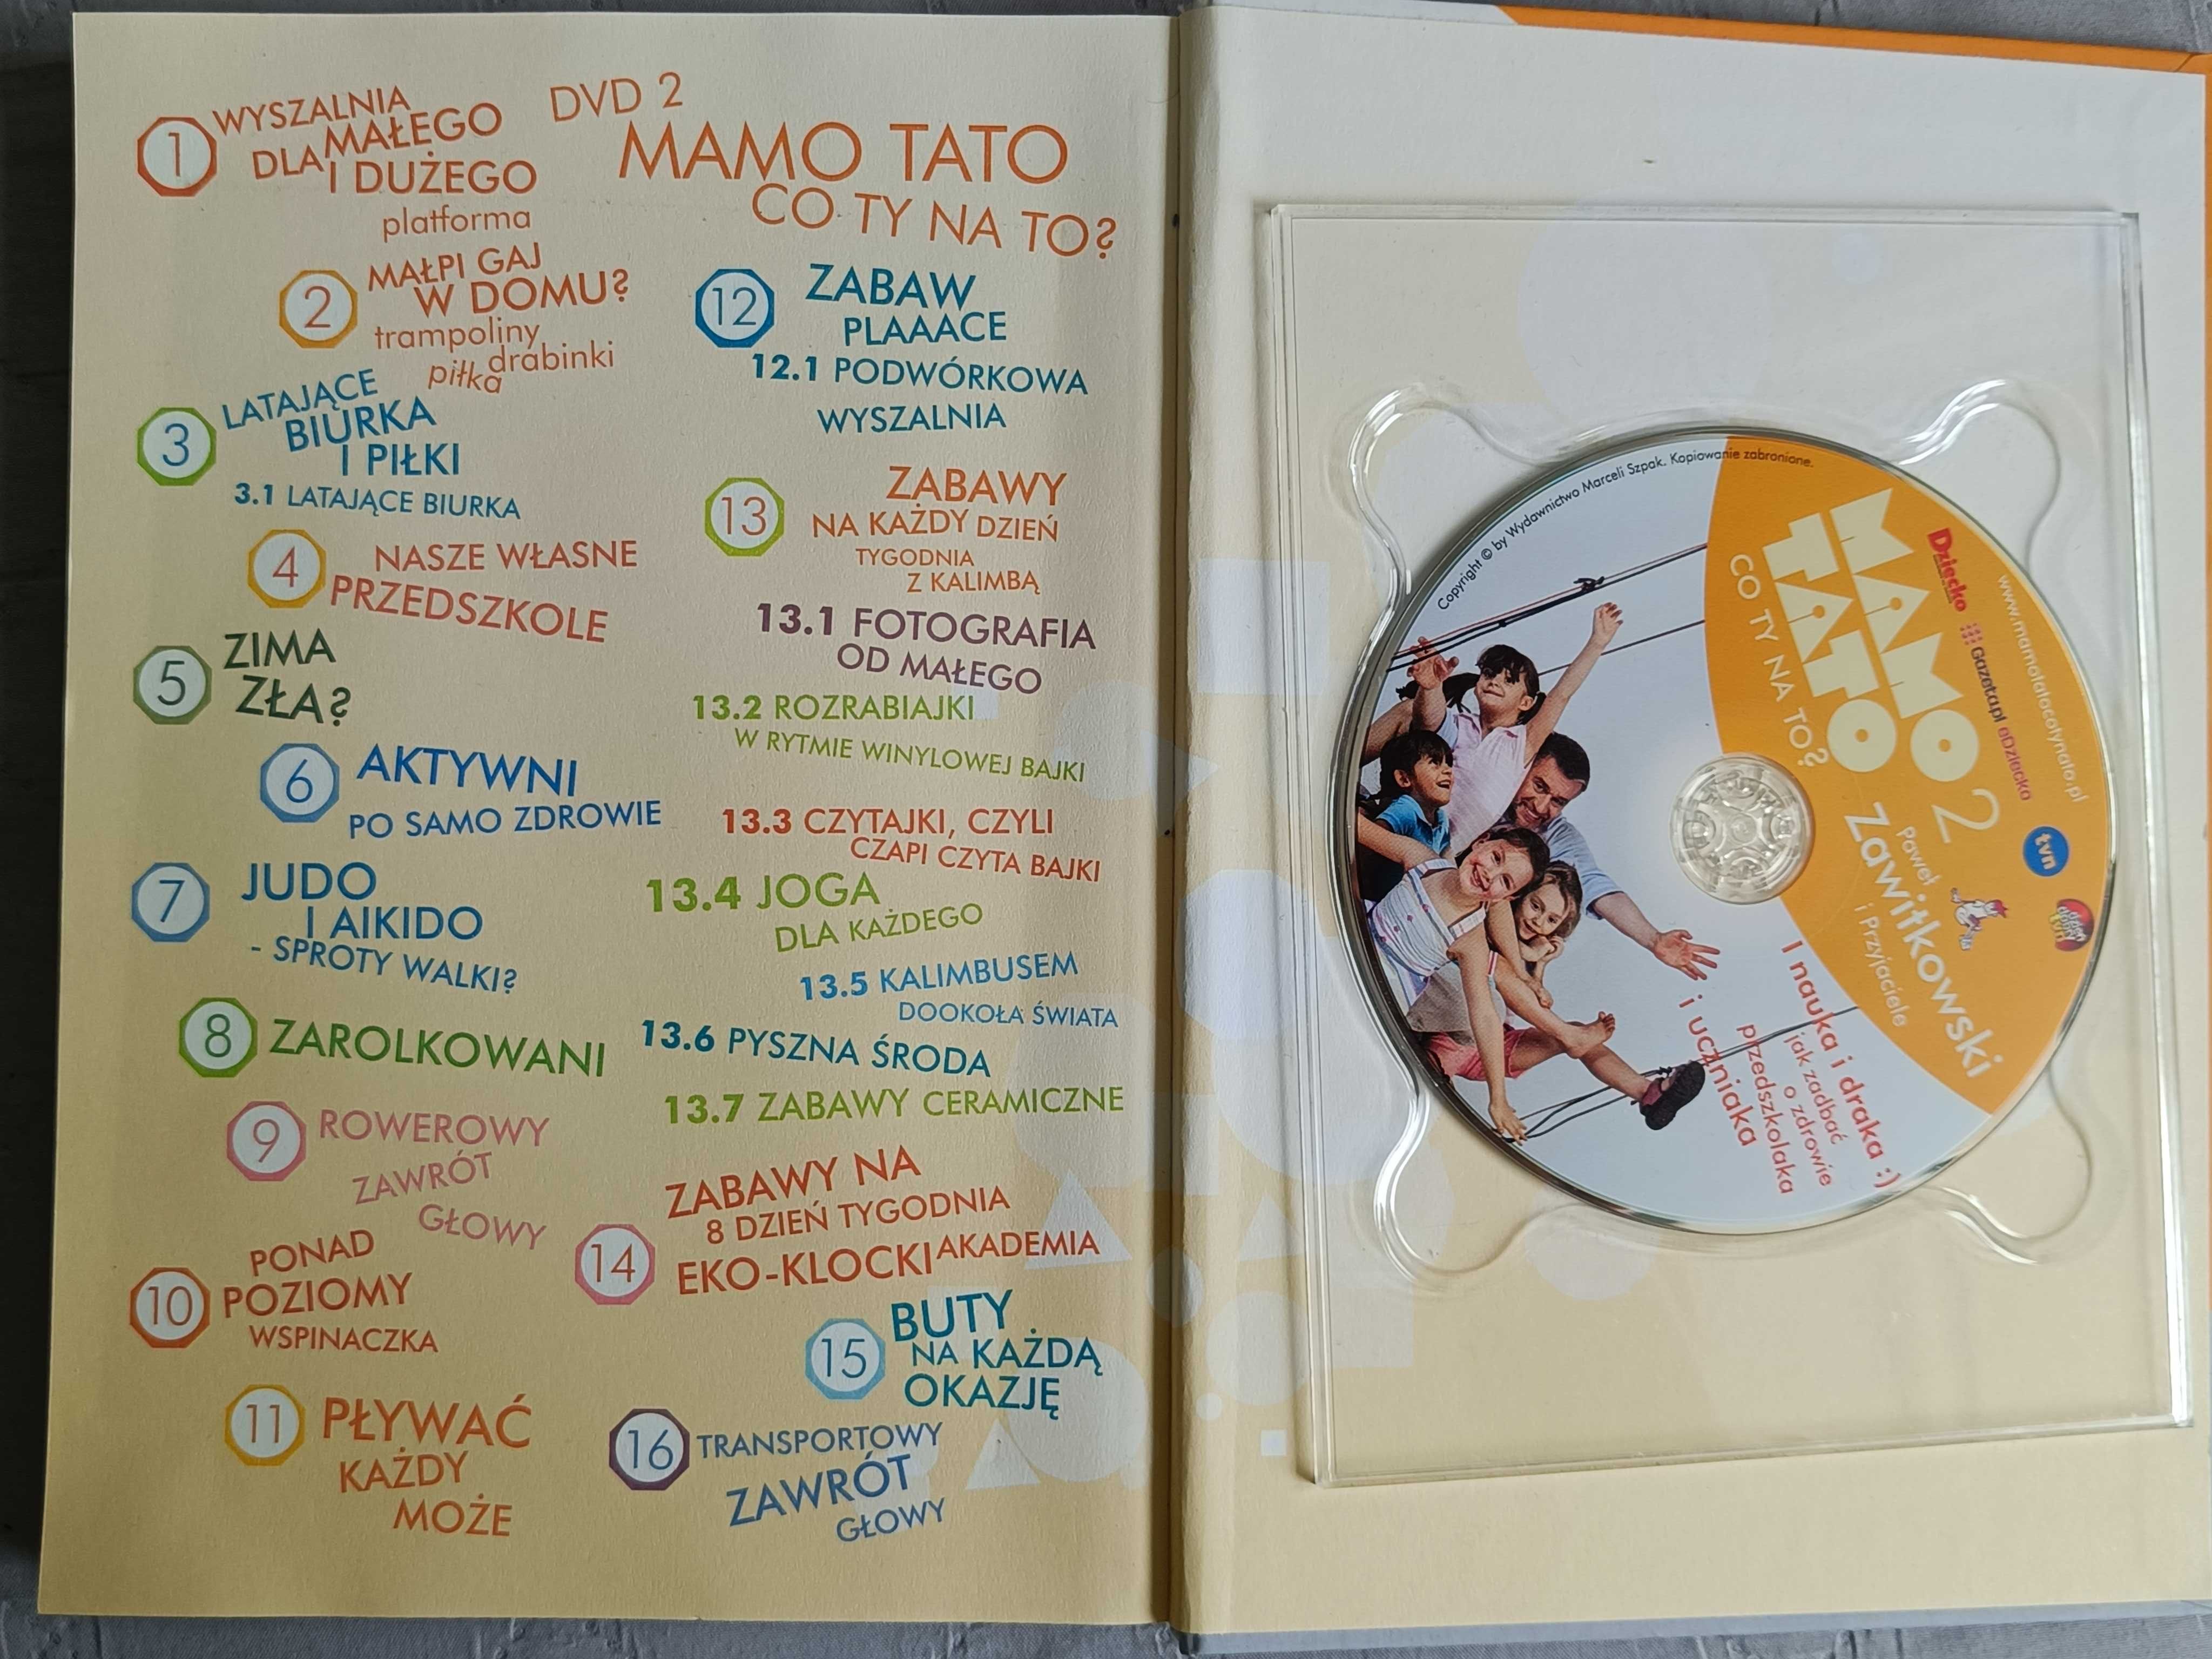 DVD 2
MAMO TATO
CO TY NA TO?
1
WYSZALNIA
DLA MAŁEGO
I DUŻEGO
platforma
2
MAŁPI GAJ
W DOMU?
trampoliny
drabinki
piłka
3
LATAJĄCE
BIURKA
I PIŁKI
3.1 LATAJĄCE BIURKA
4
NASZE WŁASNE
PRZEDSZKOLE
5
ZIMA
ZŁA?
6
AKTYWNI
PO SAMO ZDROWIE
7
JUDO
I AIKIDO
- SPROTY WALKI?
8
ZAROLKOWANI
9
ROWEROWY
ZAWRÓT
GŁOWY
10
PONAD
POZIOMY
WSPINACZKA
11
PŁYWAĆ
KAŻDY
MOŻE
12
ZABAW
PLAAACE
12.1 PODWÓRKOWA
WYSZALNIA
13
ZABAWY
NA KAŻDY DZIEŃ
TYGODNIA
Z KALIMBĄ
13.1 FOTOGRAFIA
OD MAŁEGO
13.2 ROZRABIAJKI
W RYTMIE WINYLOWEJ BAJKI
13.3 CZYTAJKI, CZYLI
CZAPI CZYTA BAJKI
13.4 JOGA
DLA KAŻDEGO
13.5 KALIMBUSEM
DOOKOŁA ŚWIATA
13.6 PYSZNA ŚRODA
13.7 ZABAWY CERAMICZNE
14
ZABAWY NA
8 DZIEŃ TYGODNIA
EKO-KLOCKI AKADEMIA
15
BUTY
NA KAŻDĄ
OKAZJĘ
16
TRANSPORTOWY
ZAWRÓT
GŁOWY
Copyright © by Wydawnictwo Marceli Szpak. Kopiowanie zabronione.
www.mamotatocotynato.pl
Dziecko
Gazeta.pl eDziecko
tvn
MAMO 2
TATO
CO TY NA TO?
Paweł
Zawitkowski
i Przyjaciele
I nauka i draka :)
jak zadbać
o zdrowie
przedszkolaka
i uczniaka